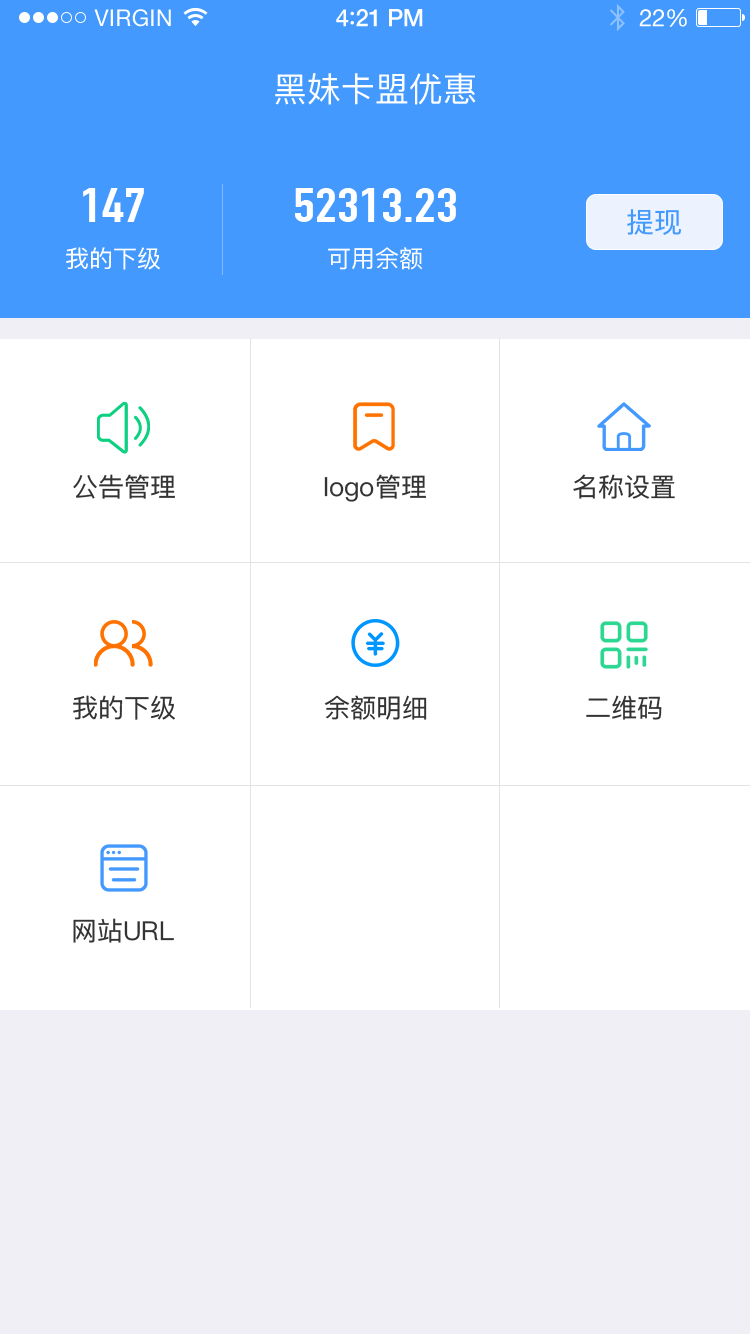 VIRGIN 4:21 PM 22%
黑妹卡盟优惠
147 52313.23
提现
我的下级 可用余额
公告管理 logo管理 名称设置
我的下级 余额明细 二维码
网站URL